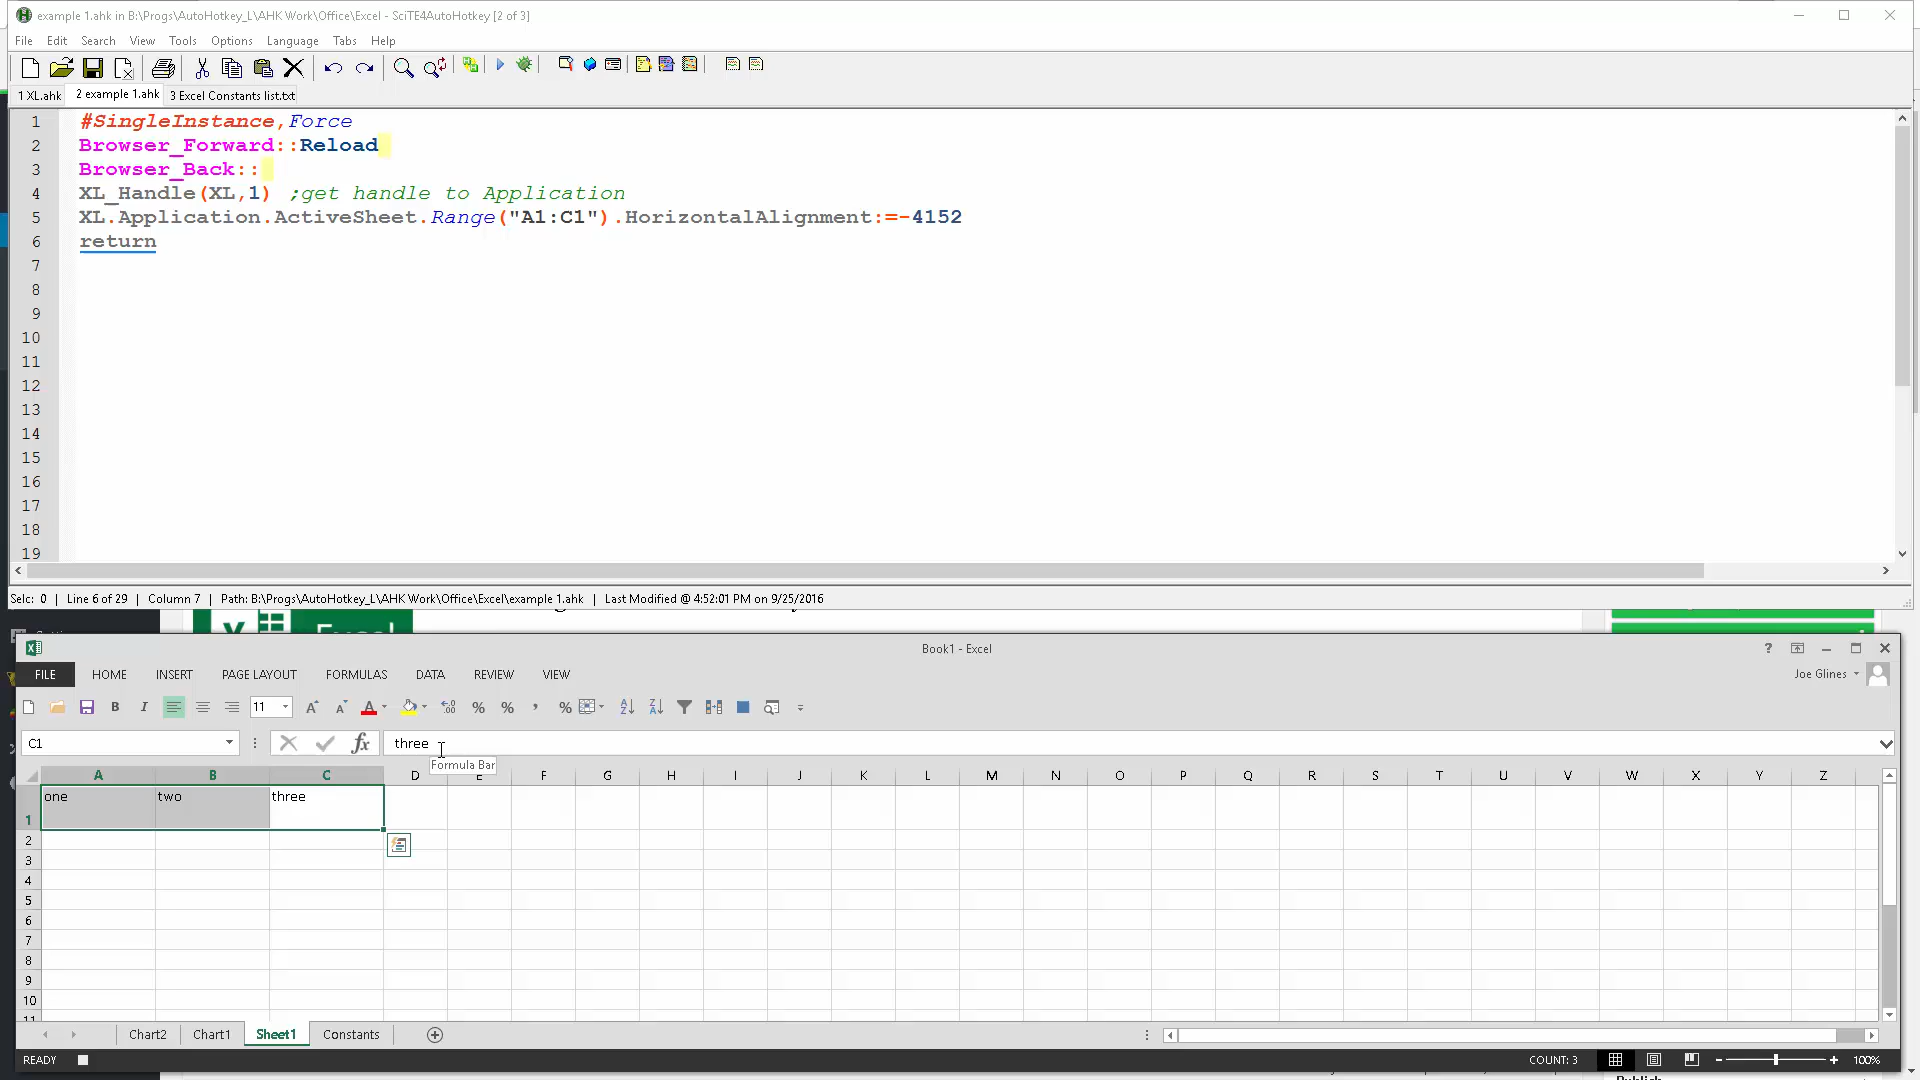 example 1.ahk in B:\Progs\AutoHotkey_L\AHK Work\Office\Excel - SciTE4AutoHotkey [2 of 3]
File Edit Search View Tools Options Language Tabs Help
1 XL.ahk 2 example 1.ahk 3 Excel Constants list.txt
1 #SingleInstance,Force
2 Browser_Forward::Reload
3 Browser_Back::
4 XL_Handle(XL,1) ;get handle to Application
5 XL.Application.ActiveSheet.Range("A1:C1").HorizontalAlignment:=-4152
6 return
7
8
9
10
11
12
13
14
15
16
17
18
19
Selc: 0 | Line 6 of 29 | Column 7 | Path: B:\Progs\AutoHotkey_L\AHK Work\Office\Excel\example 1.ahk | Last Modified @ 4:52:01 PM on 9/25/2016
Book1 - Excel
FILE HOME INSERT PAGE LAYOUT FORMULAS DATA REVIEW VIEW Joe Glines
B I 11 A A A % % , %
C1 fx three
Formula Bar
A B C D E F G H I J K L M N O P Q R S T U V W X Y Z
1 one two three
2
3
4
5
6
7
8
9
10
11
Chart2 Chart1 Sheet1 Constants
READY COUNT: 3 100%